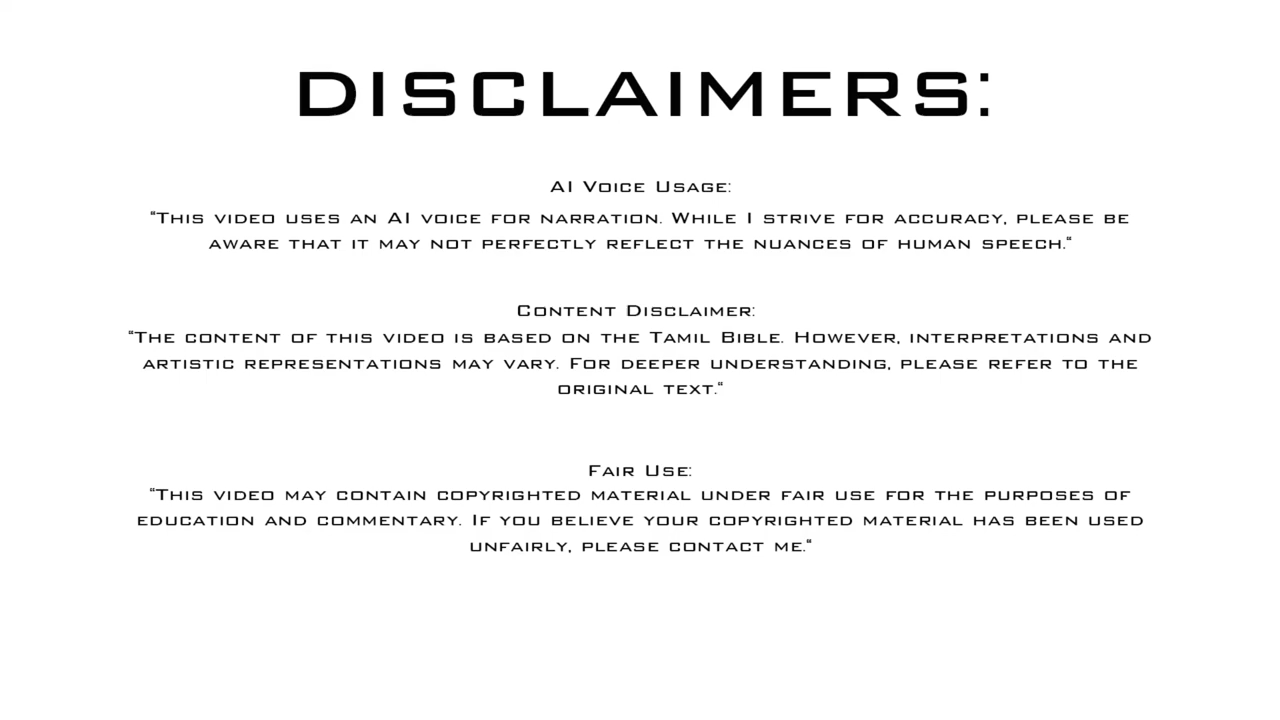 DISCLAIMERS:
AI Voice Usage:
“This video uses an AI voice for narration. While I strive for accuracy, please be
aware that it may not perfectly reflect the nuances of human speech.“
Content Disclaimer:
“The content of this video is based on the Tamil Bible. However, interpretations and
artistic representations may vary. For deeper understanding, please refer to the
original text.“
Fair Use:
“This video may contain copyrighted material under fair use for the purposes of
education and commentary. If you believe your copyrighted material has been used
unfairly, please contact me.“